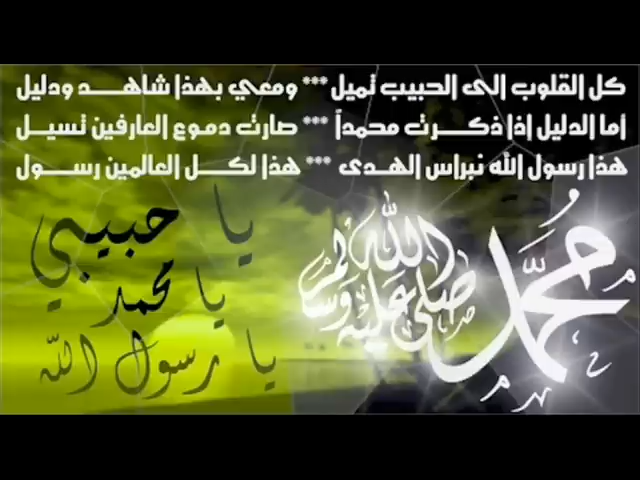 كل القلوب الى الحبيب تميل *** ومعي بهذا شاهد ودليل
أما الدليل إذا ذكرت محمداً *** صارت دموع العارفين تسيل
هذا رسول الله نبراس الهدى *** هذا لكل العالمين رسول
محمد صلى الله عليه وسلم
يا حبيبي
يا محمد
يا رسول الله